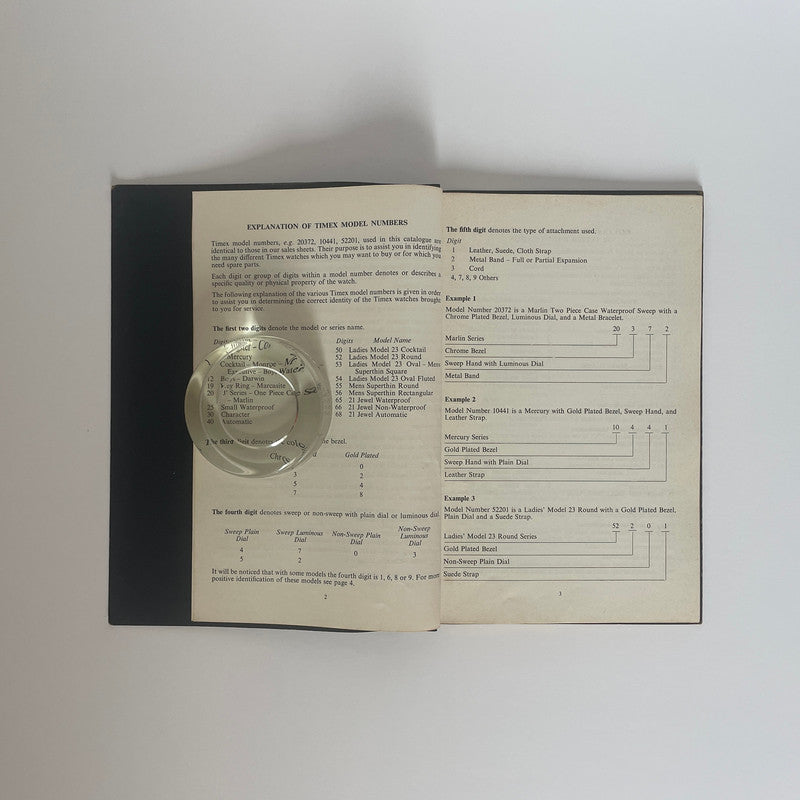 EXPLANATION OF TIMEX MODEL NUMBERS
Timex model numbers, e.g. 20372, 10441, 52201, used in this catalogue are
identical to those in our sales sheets. Their purpose is to assist you in identifying
the many different Timex watches which you may want to buy or for which you
need spare parts.
Each digit or group of digits within a model number denotes or describes a
specific quality or physical property of the watch.
The following explanation of the various Timex model numbers is given in order
to assist you in determining the correct identity of the Timex watches brought
to you for service.
The first two digits denote the model or series name.
Digits Model Name
Mercury
Cocktail
12 Boys – Darwin
19 Ring – Marcasite
20 Series – One Piece Case
– Marlin
25 Small Waterproof
30 Character
40 Automatic
50 Ladies Model 23 Cocktail
52 Ladies Model 23 Round
53 Ladies Model 23 Oval – Mens
Superthin Square
54 Ladies Model 23 Oval Fluted
55 Mens Superthin Round
56 Mens Superthin Rectangular
65 21 Jewel Waterproof
66 21 Jewel Non-Waterproof
68 21 Jewel Automatic
The third digit denotes the bezel.
Gold Plated
0
3 2
5 4
7 8
The fourth digit denotes sweep or non-sweep with plain dial or luminous dial
Sweep Plain Dial Sweep Luminous Dial Non-Sweep Plain Dial Non-Sweep Luminous Dial
4 7 0 3
5 2
It will be noticed that with some models the fourth digit is 1, 6, 8 or 9. For more
positive identification of these models see page 4.
2
The fifth digit denotes the type of attachment used.
Digit
1 Leather, Suede, Cloth Strap
2 Metal Band – Full or Partial Expansion
3 Cord
4, 7, 8, 9 Others
Example 1
Model Number 20372 is a Marlin Two Piece Case Waterproof Sweep with a
Chrome Plated Bezel, Luminous Dial, and a Metal Bracelet.
20 3 7 2
Marlin Series
Chrome Bezel
Sweep Hand with Luminous Dial
Metal Band
Example 2
Model Number 10441 is a Mercury with Gold Plated Bezel, Sweep Hand, and
Leather Strap.
10 4 4 1
Mercury Series
Gold Plated Bezel
Sweep Hand with Plain Dial
Leather Strap
Example 3
Model Number 52201 is a Ladies' Model 23 Round with a Gold Plated Bezel,
Plain Dial and a Suede Strap.
52 2 0 1
Ladies' Model 23 Round Series
Gold Plated Bezel
Non-Sweep Plain Dial
Suede Strap
3